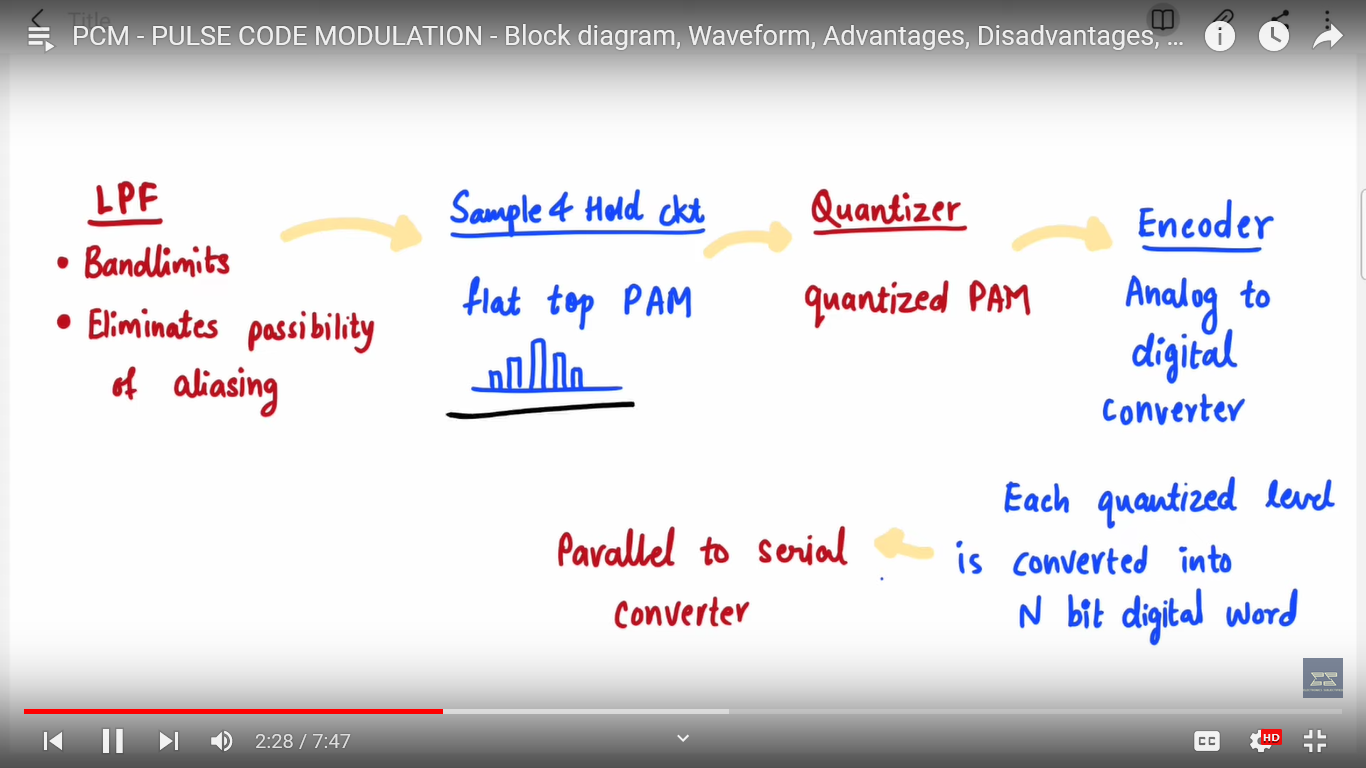 Title
PCM - PULSE CODE MODULATION - Block diagram, Waveform, Advantages, Disadvantages, ...
LPF
• Bandlimits
• Eliminates possibility
of aliasing
Sample & Hold ckt
flat top PAM
Quantizer
quantized PAM
Encoder
Analog to
digital
converter
Each quantized level
is converted into
N bit digital word
Parallel to serial
converter
2:28 / 7:47
CC
HD